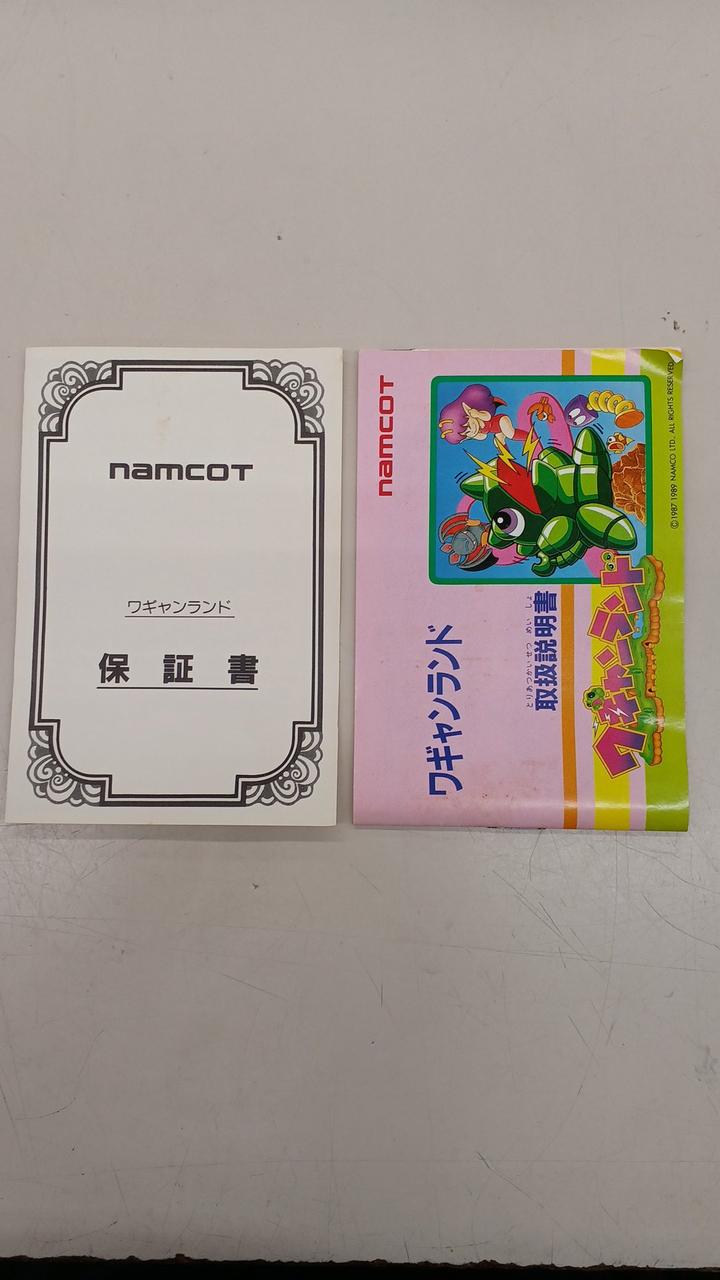 namcoT
ワギャンランド
保証書
namcoT
ワギャンランド
とりあつかいせつ めい しょ
取扱説明書
ワギャンランド
©1987 1989 NAMCO LTD., ALL RIGHTS RESERVED